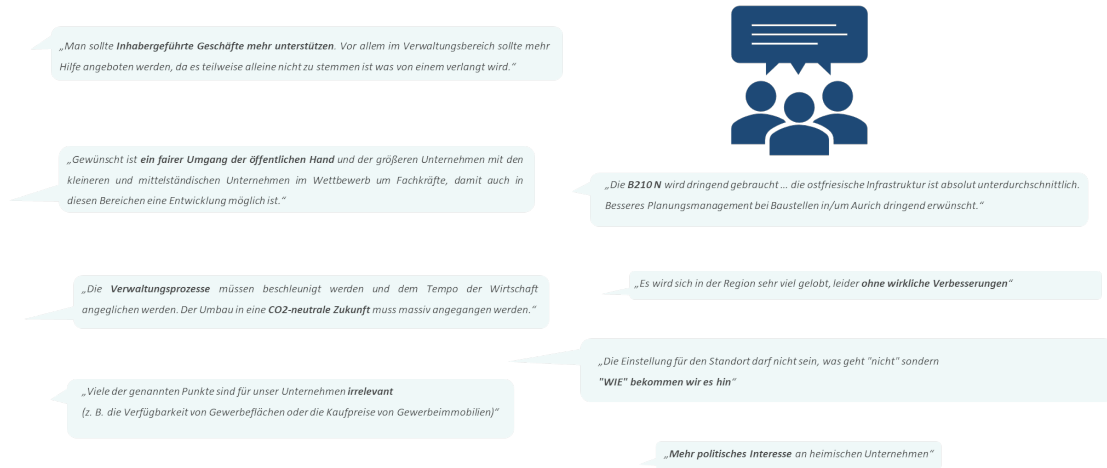 „Man sollte Inhabergeführte Geschäfte mehr unterstützen. Vor allem im Verwaltungsbereich sollte mehr
Hilfe angeboten werden, da es teilweise alleine nicht zu stemmen ist was von einem verlangt wird.“
„Gewünscht ist ein fairer Umgang der öffentlichen Hand und der größeren Unternehmen mit den
kleineren und mittelständischen Unternehmen im Wettbewerb um Fachkräfte, damit auch in
diesen Bereichen eine Entwicklung möglich ist.“
„Die Verwaltungsprozesse müssen beschleunigt werden und dem Tempo der Wirtschaft
angeglichen werden. Der Umbau in eine CO2-neutrale Zukunft muss massiv angegangen werden.“
„Viele der genannten Punkte sind für unser Unternehmen irrelevant
(z. B. die Verfügbarkeit von Gewerbeflächen oder die Kaufpreise von Gewerbeimmobilien)“
„Die B210 N wird dringend gebraucht ... die ostfriesische Infrastruktur ist absolut unterdurchschnittlich.
Besseres Planungsmanagement bei Baustellen in/um Aurich dringend erwünscht.“
„Es wird sich in der Region sehr viel gelobt, leider ohne wirkliche Verbesserungen“
„Die Einstellung für den Standort darf nicht sein, was geht "nicht" sondern
"WIE" bekommen wir es hin“
„Mehr politisches Interesse an heimischen Unternehmen“